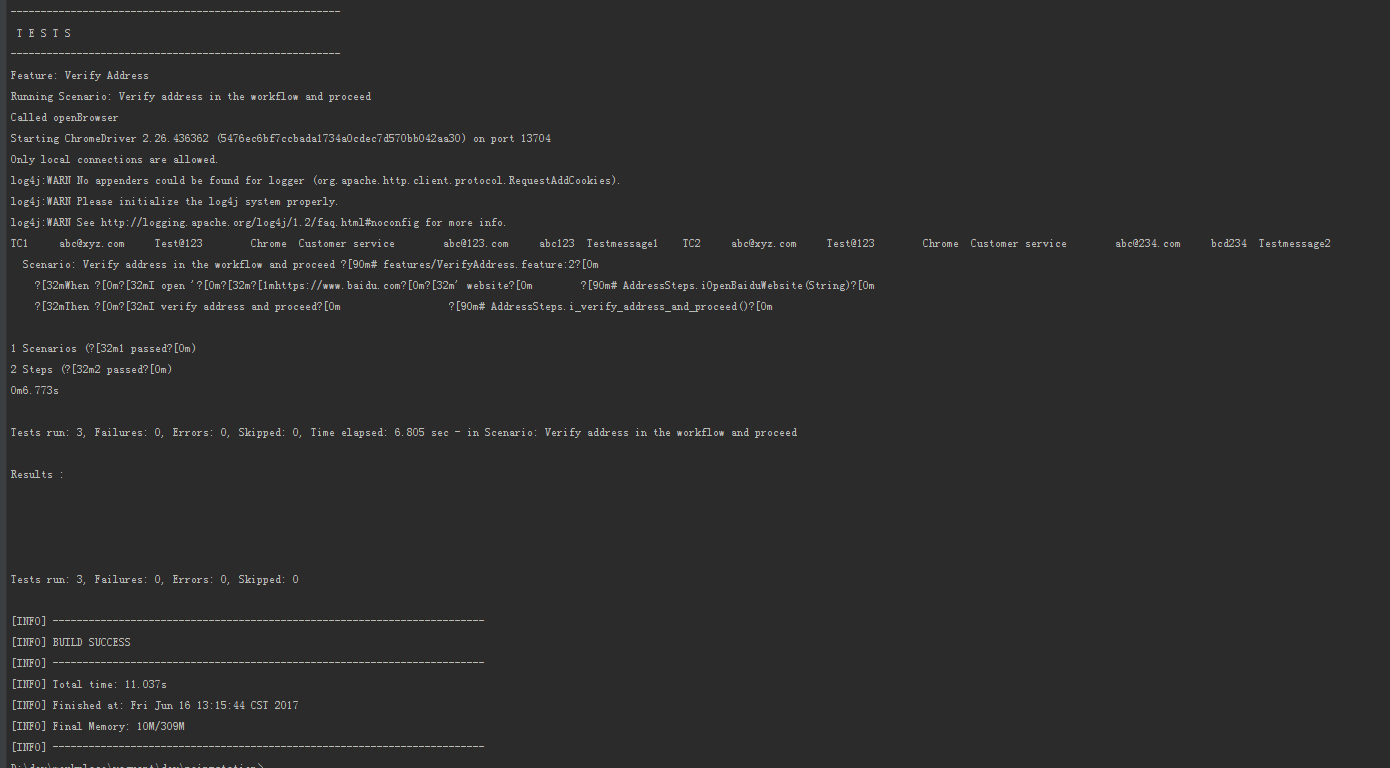 -------------------------------------------------------
T E S T S
-------------------------------------------------------
Feature: Verify Address
Running Scenario: Verify address in the workflow and proceed
Called openBrowser
Starting ChromeDriver 2.26.436362 (5476ec6bf7ccbada1734a0cdec7d570bb042aa30) on port 13704
Only local connections are allowed.
log4j:WARN No appenders could be found for logger (org.apache.http.client.protocol.RequestAddCookies).
log4j:WARN Please initialize the log4j system properly.
log4j:WARN See http://logging.apache.org/log4j/1.2/faq.html#noconfig for more info.
TC1 abc@xyz.com Test@123 Chrome Customer service abc@123.com abc123 Testmessage1 TC2 abc@xyz.com Test@123 Chrome Customer service abc@234.com bcd234 Testmessage2
Scenario: Verify address in the workflow and proceed ?[90m# features/VerifyAddress.feature:2?[0m
?[32mWhen ?[0m?[32mI open '?[0m?[32m?[1mhttps://www.baidu.com?[0m?[32m' website?[0m ?[90m# AddressSteps.iOpenBaiduWebsite(String)?[0m
?[32mThen ?[0m?[32mI verify address and proceed?[0m ?[90m# AddressSteps.i_verify_address_and_proceed()?[0m
1 Scenarios (?[32m1 passed?[0m)
2 Steps (?[32m2 passed?[0m)
0m6.773s
Tests run: 3, Failures: 0, Errors: 0, Skipped: 0, Time elapsed: 6.805 sec - in Scenario: Verify address in the workflow and proceed
Results :
Tests run: 3, Failures: 0, Errors: 0, Skipped: 0
[INFO] ------------------------------------------------------------------------
[INFO] BUILD SUCCESS
[INFO] ------------------------------------------------------------------------
[INFO] Total time: 11.037s
[INFO] Finished at: Fri Jun 16 13:15:44 CST 2017
[INFO] Final Memory: 10M/309M
[INFO] ------------------------------------------------------------------------